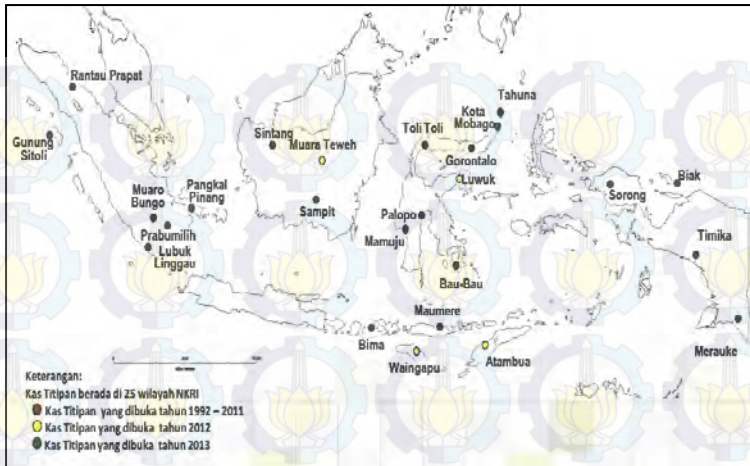 Rantau Prapat
Gunung
Sitoli
Muaro
Bungo
Pangkal
Pinang
Prabumilih
Lubuk
Linggau
Sintang
Muara Teweh
Sampit
Toli Toli
Kota
Mobago
Tahuna
Gorontalo
Luwuk
Palopo
Mamuju
Bau-Bau
Maumere
Bima
Waingapu
Atambua
Sorong
Biak
Timika
Merauke
Keterangan:
Kas Titipan berada di 25 wilayah NKRI
Kas Titipan yang dibuka tahun 1992 – 2011
Kas Titipan yang dibuka tahun 2012
Kas Titipan yang dibuka tahun 2013